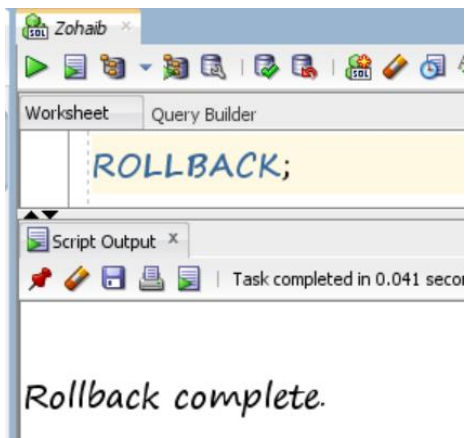 Zohaib
Worksheet Query Builder
ROLLBACK;
Script Output x
Task completed in 0.041 secon
Rollback complete.